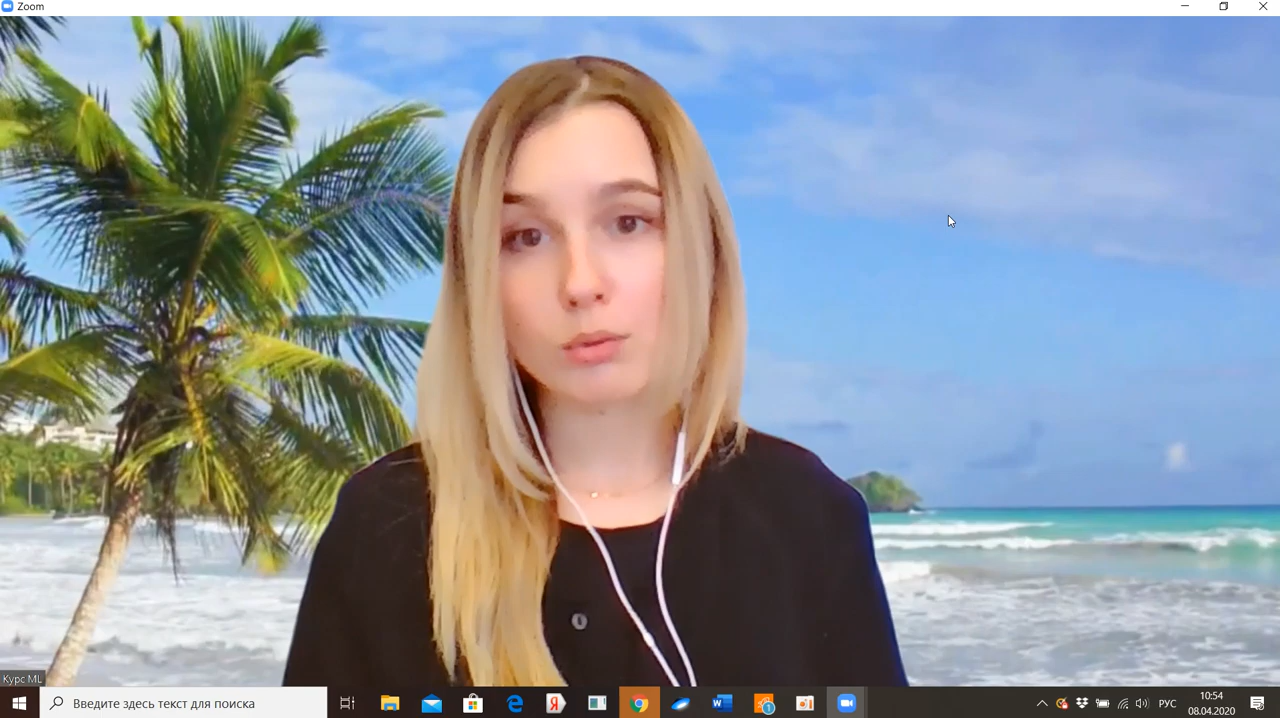 Zoom
Курс ML
Введите здесь текст для поиска
РУС
10:54
08.04.2020